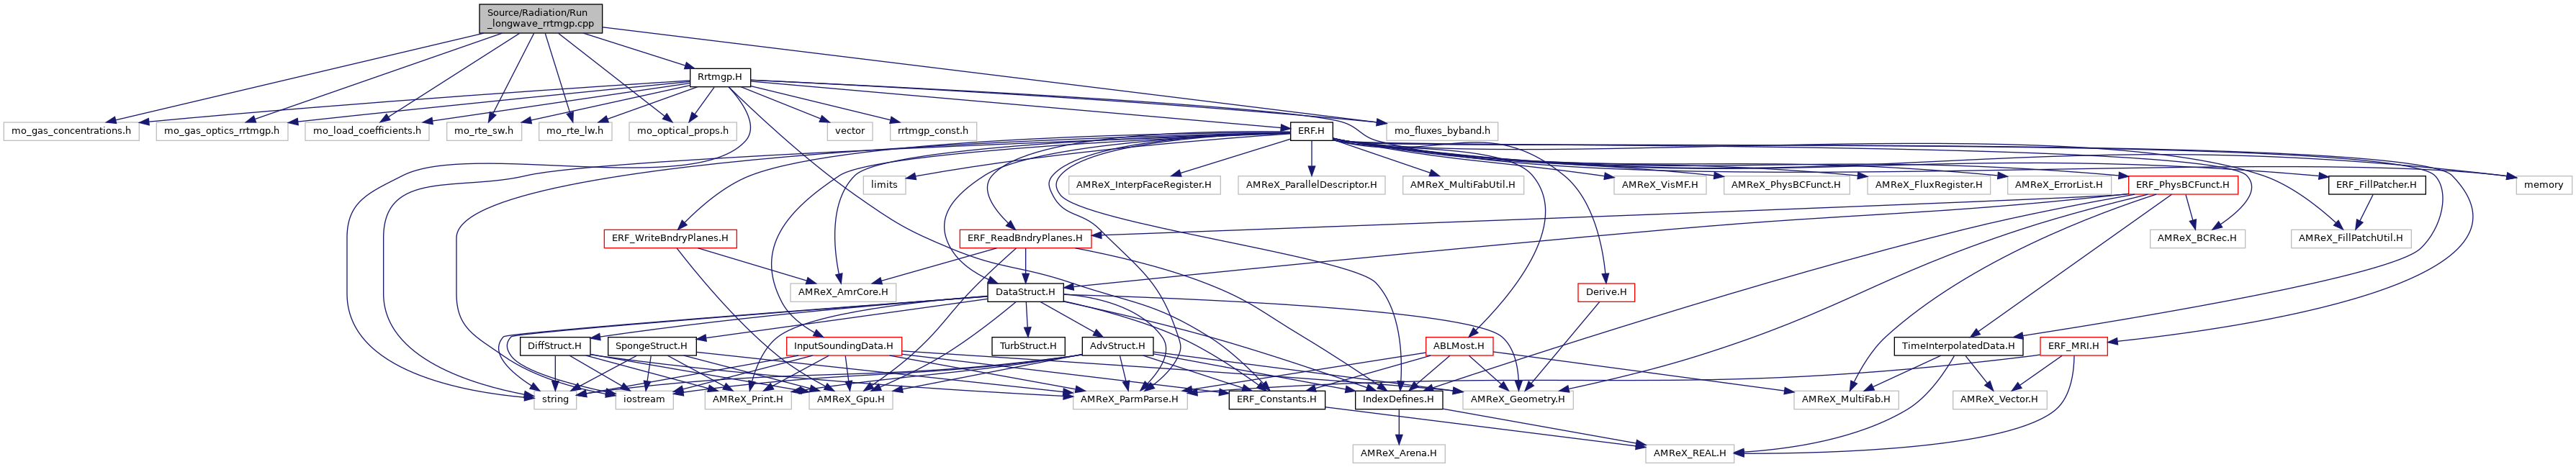 Source/Radiation/Run
_longwave_rrtmgp.cpp
Rrtmgp.H
mo_gas_concentrations.h
mo_gas_optics_rrtmgp.h
mo_load_coefficients.h
mo_rte_sw.h
mo_rte_lw.h
mo_optical_props.h
vector
rrtmgp_const.h
ERF.H
mo_fluxes_byband.h
limits
AMReX_InterpFaceRegister.H
AMReX_ParallelDescriptor.H
AMReX_MultiFabUtil.H
AMReX_VisMF.H
AMReX_PhysBCFunct.H
AMReX_FluxRegister.H
AMReX_ErrorList.H
ERF_PhysBCFunct.H
ERF_FillPatcher.H
memory
ERF_WriteBndryPlanes.H
ERF_ReadBndryPlanes.H
AMReX_BCRec.H
AMReX_FillPatchUtil.H
AMReX_AmrCore.H
DataStruct.H
Derive.H
DiffStruct.H
SpongeStruct.H
InputSoundingData.H
TurbStruct.H
AdvStruct.H
ABLMost.H
TimeInterpolatedData.H
ERF_MRI.H
string
iostream
AMReX_Print.H
AMReX_Gpu.H
AMReX_ParmParse.H
ERF_Constants.H
IndexDefines.H
AMReX_Geometry.H
AMReX_MultiFab.H
AMReX_Vector.H
AMReX_Arena.H
AMReX_REAL.H